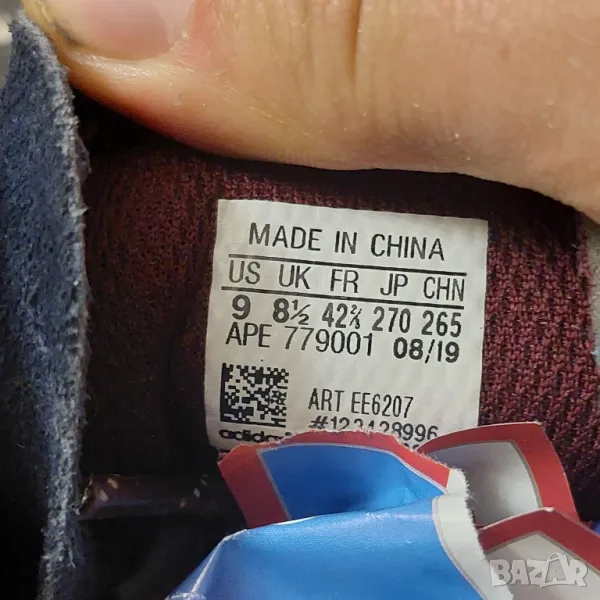 MADE IN CHINA
US UK FR JP CHN
9 8½ 42⅔ 270 265
APE 779001 08/19
ART EE6207
#123428996
adidas
BAZAR